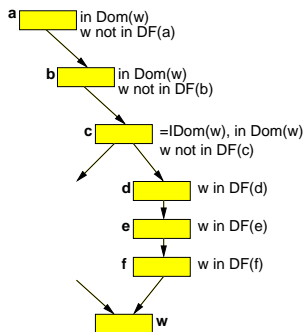 a
in Dom(w)
w not in DF(a)
b
in Dom(w)
w not in DF(b)
c
=IDom(w), in Dom(w)
w not in DF(c)
d
w in DF(d)
e
w in DF(e)
f
w in DF(f)
w